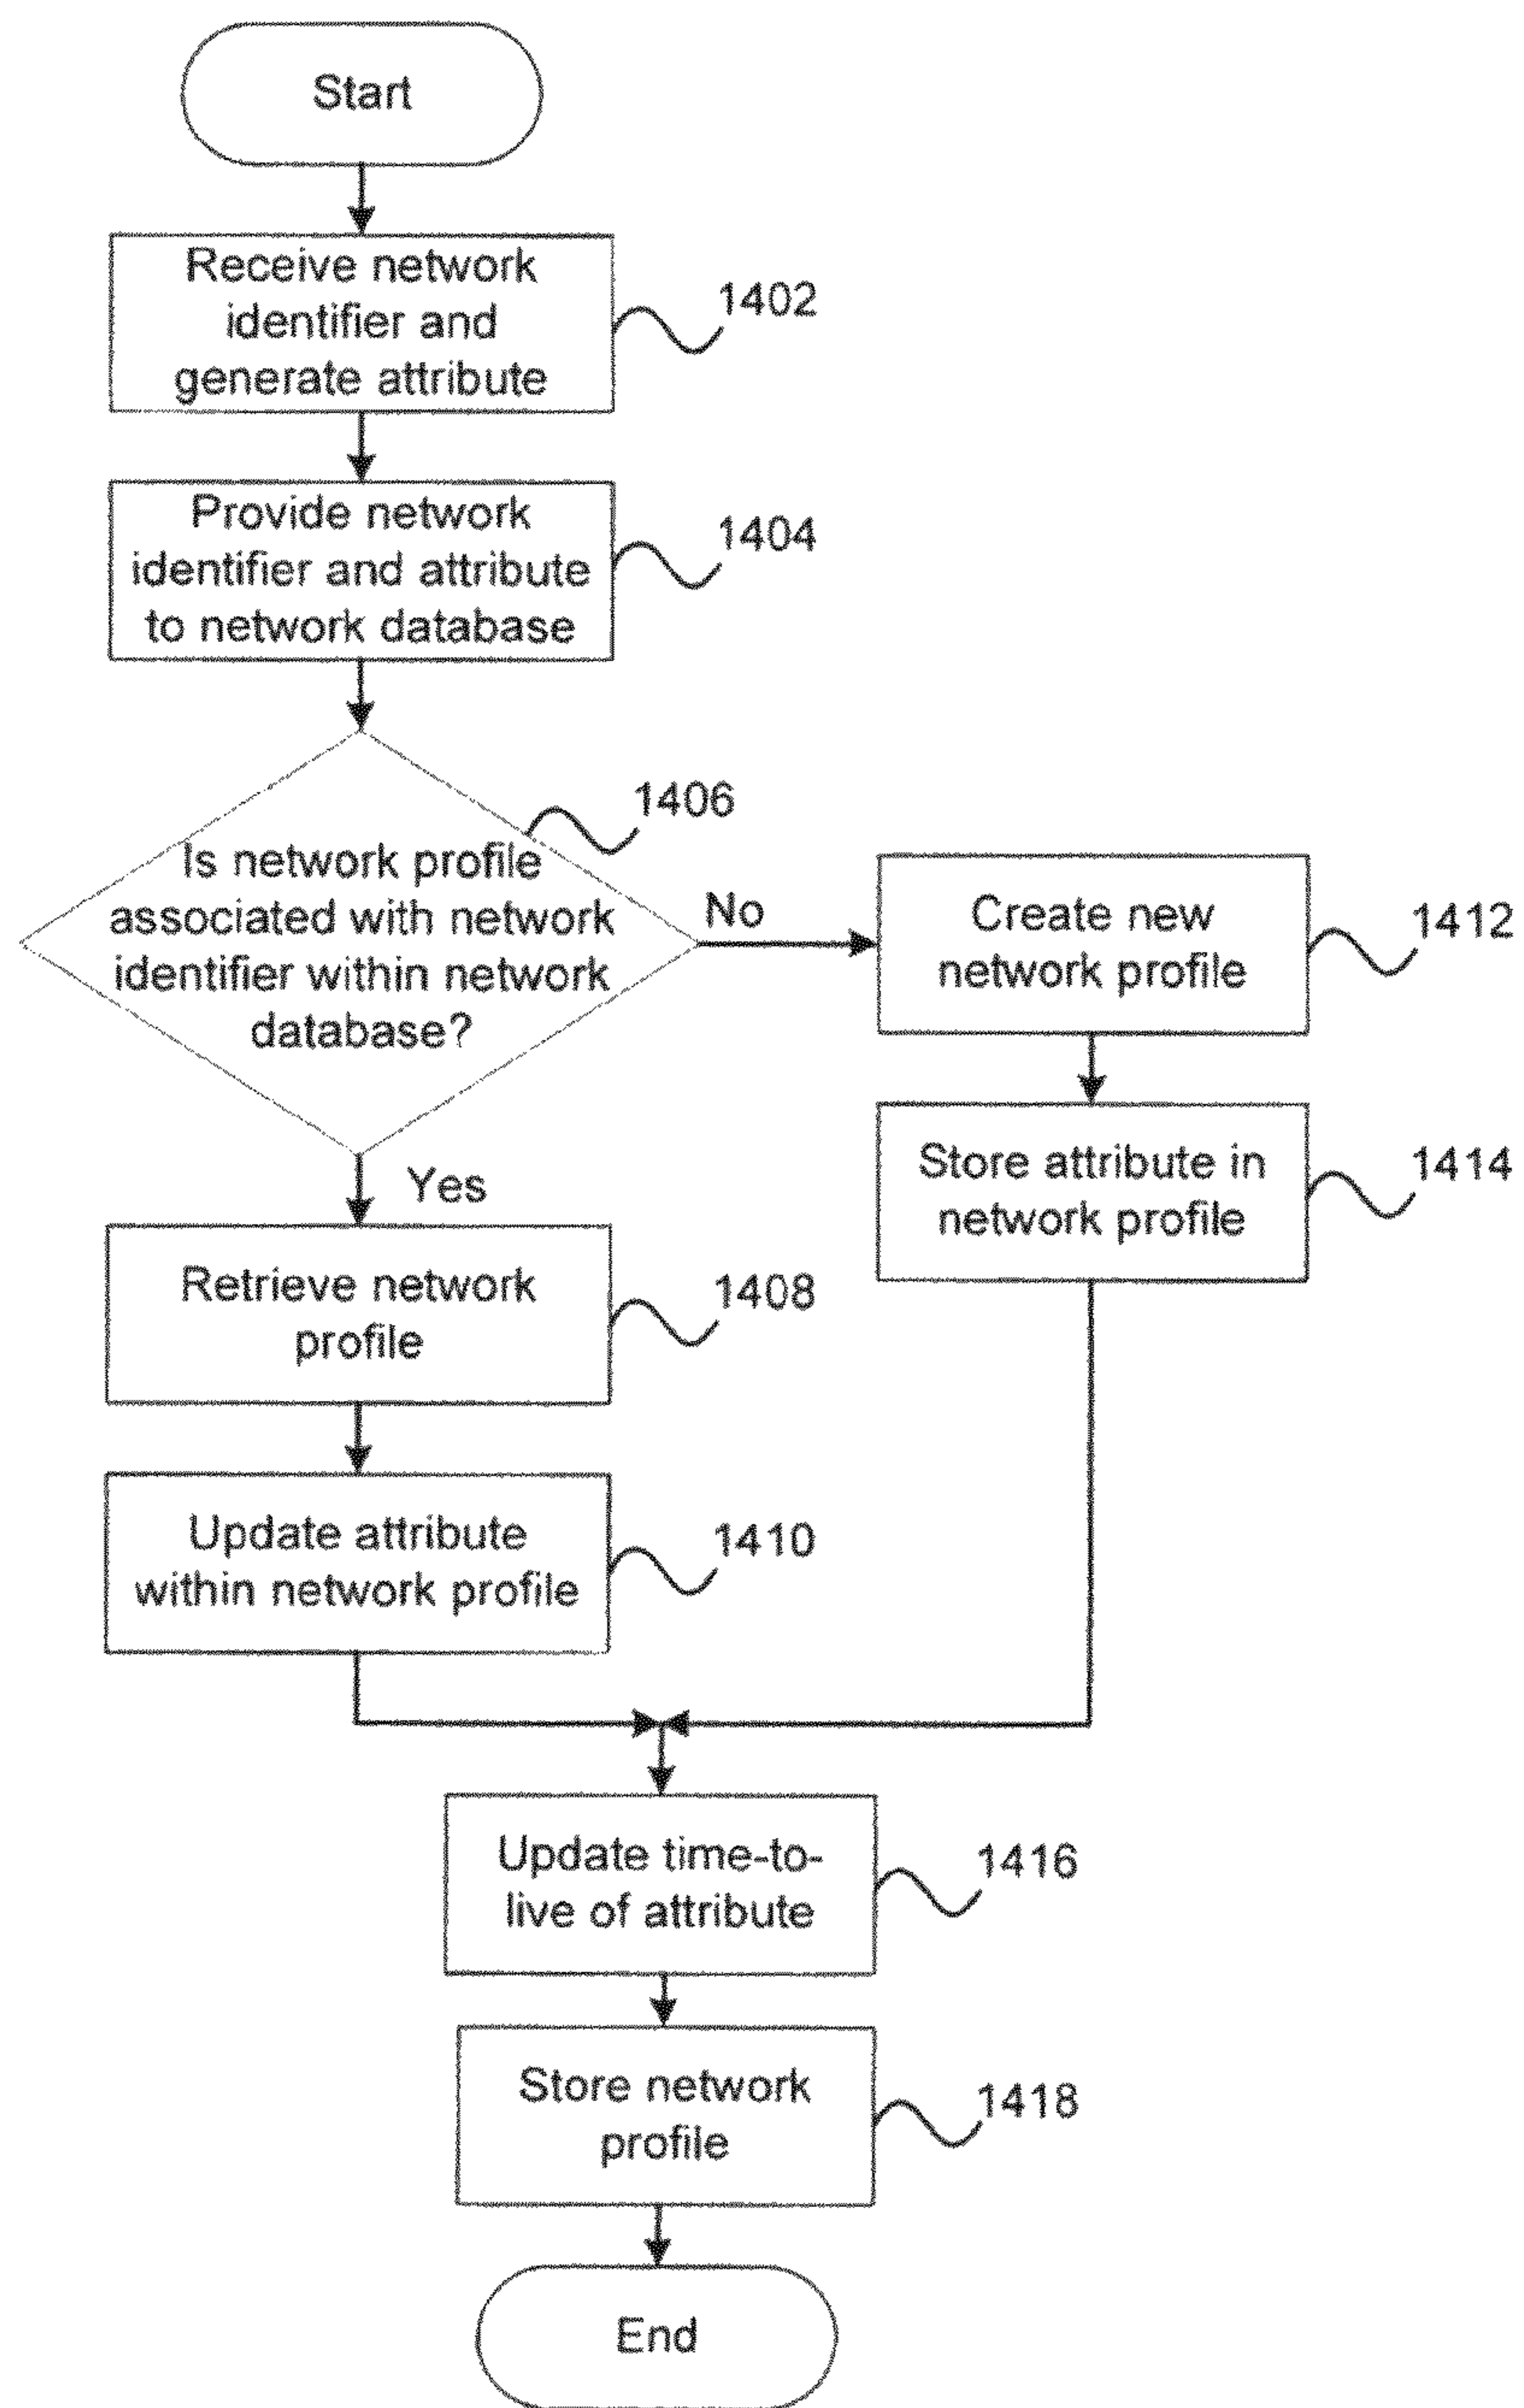 Start
Receive network
identifier and
generate attribute
1402
Provide network
identifier and attribute
to network database
1404
1406
Is network profile
associated with network
identifier within network
database?
No
Yes
Create new
network profile
1412
Store attribute in
network profile
1414
Retrieve network
profile
1408
Update attribute
within network profile
1410
Update time-to-
live of attribute
1416
Store network
profile
1418
End